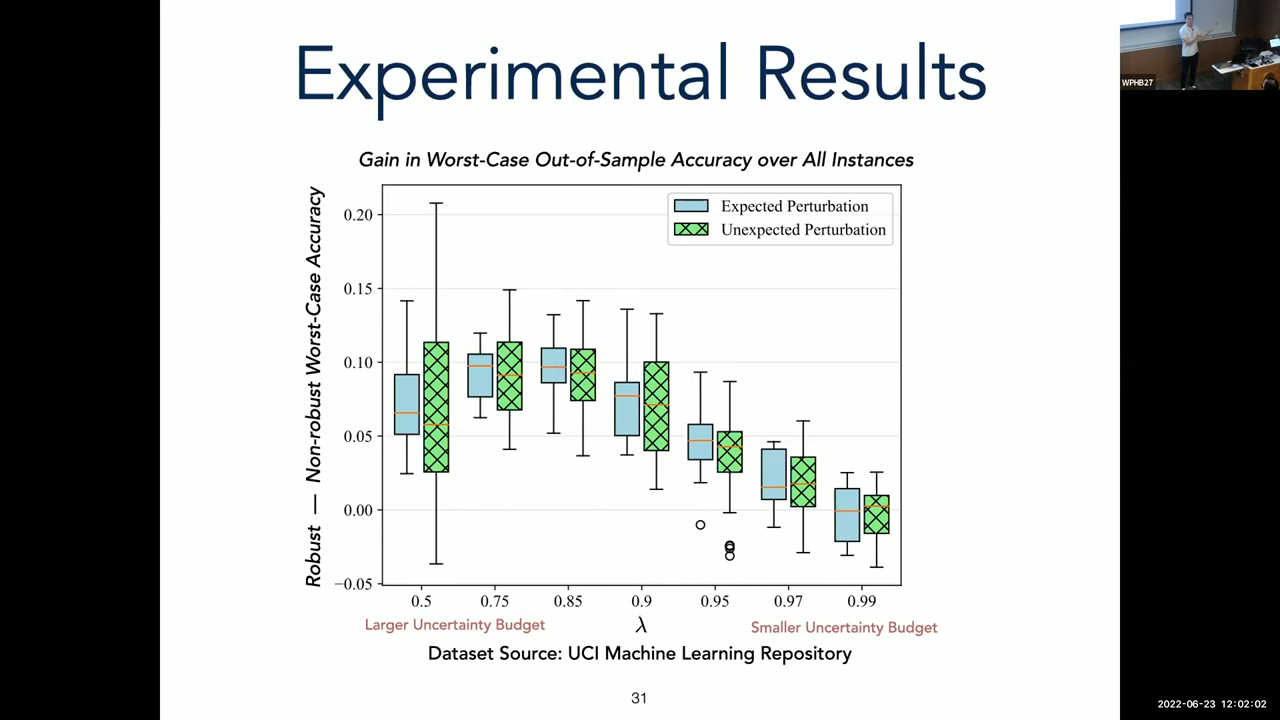 Experimental Results
WPHB27
Gain in Worst-Case Out-of-Sample Accuracy over All Instances
Robust — Non-robust Worst-Case Accuracy
Expected Perturbation
Unexpected Perturbation
0.20
0.15
0.10
0.05
0.00
−0.05
0.5 0.75 0.85 0.9 0.95 0.97 0.99
Larger Uncertainty Budget λ Smaller Uncertainty Budget
Dataset Source: UCI Machine Learning Repository
31
2022-06-23 12:02:02